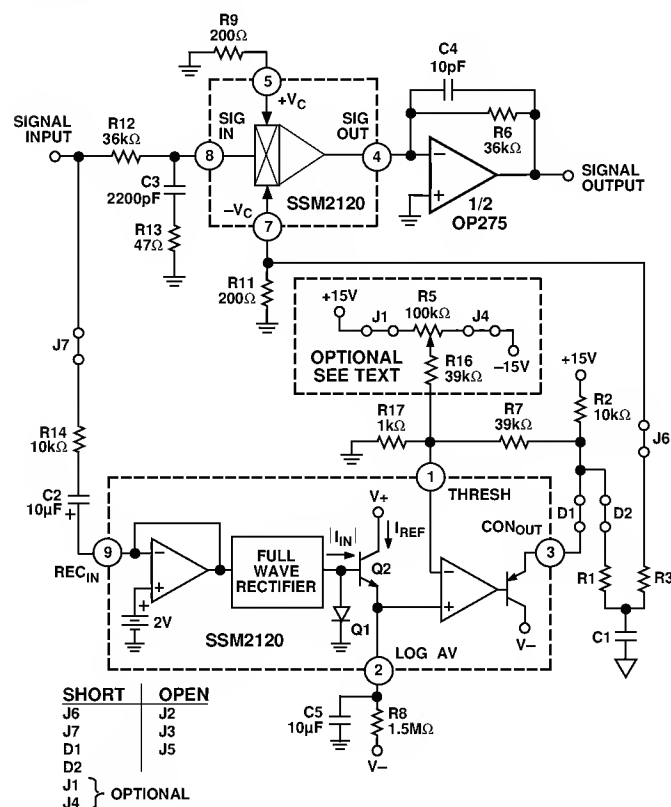 R9
200Ω
5
+VC
C4
10pF
SIGNAL
INPUT
R12
36kΩ
SIG
IN
SIG
OUT
R6
36kΩ
8
4
–
+
SIGNAL
OUTPUT
C3
2200pF
–VC
SSM2120
1/2
OP275
R13
47Ω
7
R11
200Ω
+15V
J1
R5
100kΩ
J4
–15V
OPTIONAL
SEE TEXT
R16
39kΩ
+15V
J7
R2
10kΩ
R14
10kΩ
R17
1kΩ
R7
39kΩ
J6
1
THRESH
C2
10µF
+
V+
IREF
|IIN|
CONOUT
D1
D2
9
RECIN
–
+
FULL
WAVE
RECTIFIER
Q2
–
+
3
R1
R3
+
2V
Q1
V–
C1
SSM2120
LOG AV
2
SHORT OPEN
J6 J2
J7 J3
D1 J5
D2
J1
J4
} OPTIONAL
C5
10µF
R8
1.5MΩ
V–